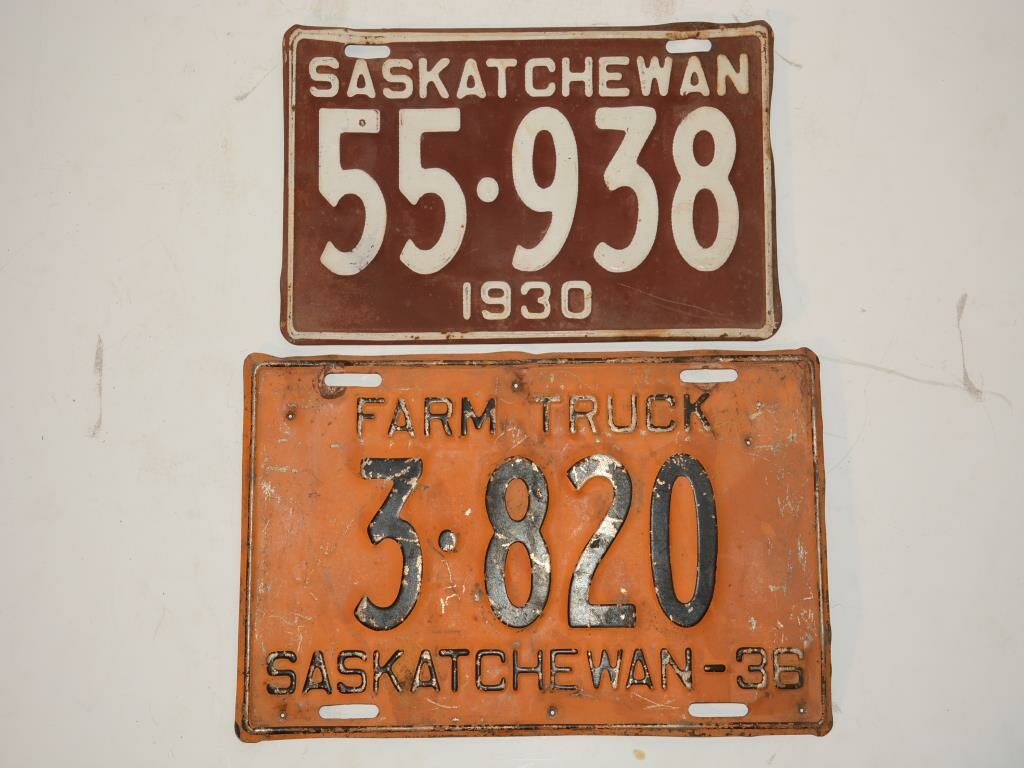 SASKATCHEWAN
55·938
1930
FARM TRUCK
3·820
SASKATCHEWAN-36